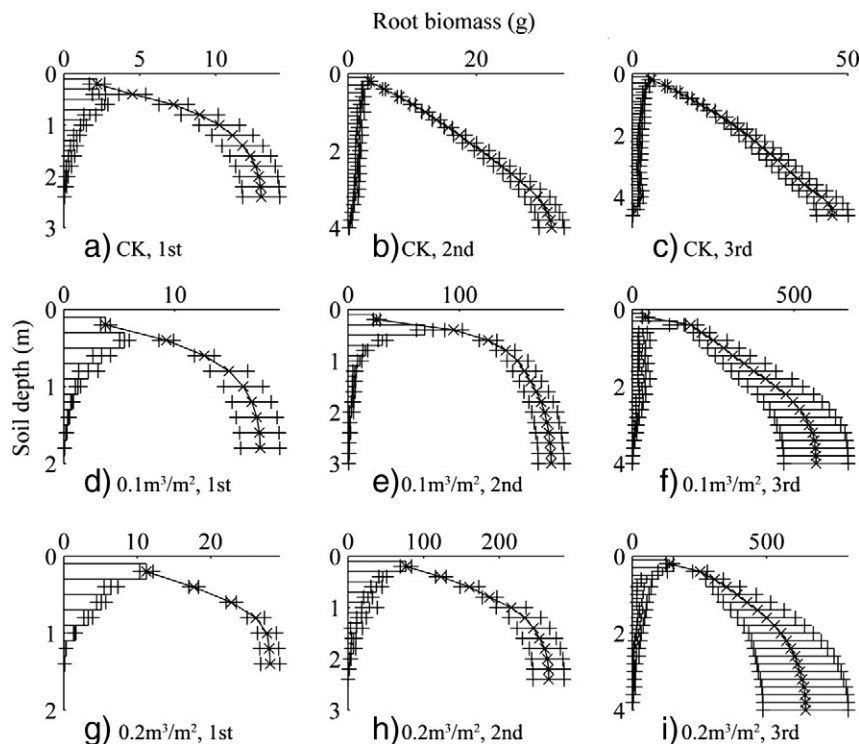 Root biomass (g)
0 5 10
0 20
0 50
0
1
2
3
0
1
2
3
4
0
2
4
a) CK, 1st
b) CK, 2nd
c) CK, 3rd
Soil depth (m)
0 10
0 100
0 500
0
1
2
0
1
2
3
0
2
4
d) 0.1m³/m², 1st
e) 0.1m³/m², 2nd
f) 0.1m³/m², 3rd
0 10 20
0 100 200
0 500
0
1
2
0
1
2
3
0
2
4
g) 0.2m³/m², 1st
h) 0.2m³/m², 2nd
i) 0.2m³/m², 3rd